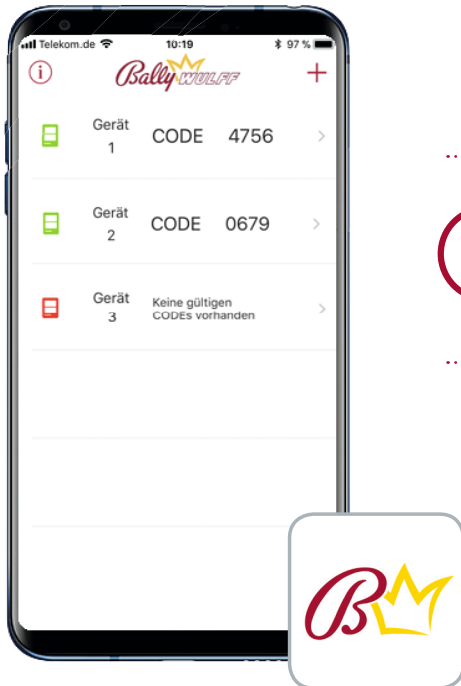 Telekom.de 10:19 97 %
Bally WULFF
Gerät
1
CODE 4756
Gerät
2
CODE 0679
Gerät
3
Keine gültigen
CODEs vorhanden
B